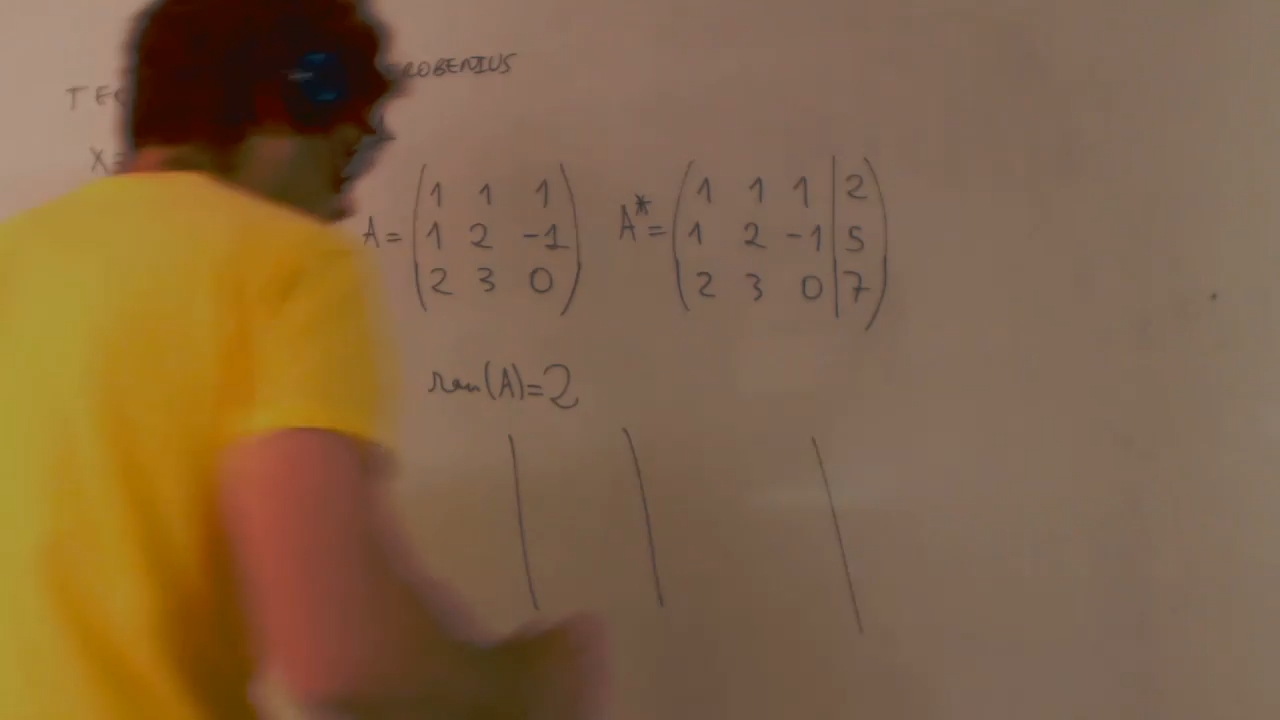 A = ( 1 1 1 A* = ( 1 1 1 | 2
1 2 -1 1 2 -1 | 5
2 3 0 ) 2 3 0 | 7 )
ran(A)=2